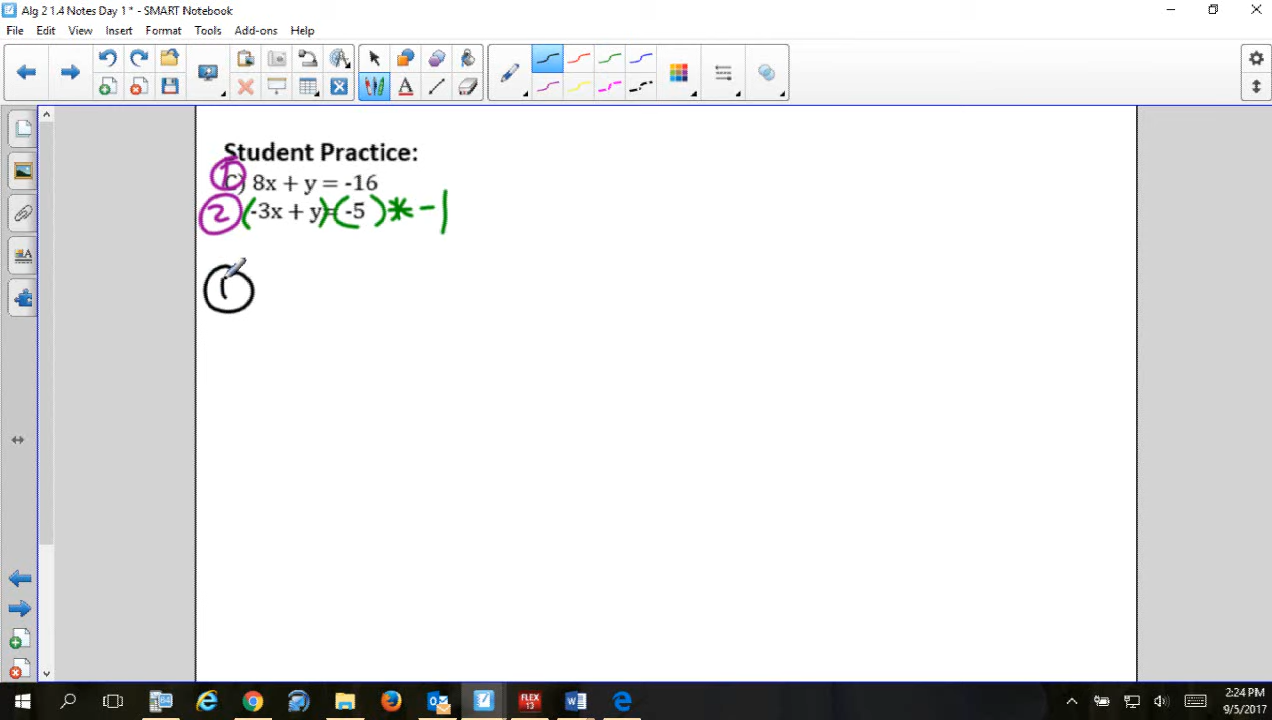 Alg 2 1.4 Notes Day 1 * - SMART Notebook
File Edit View Insert Format Tools Add-ons Help
Student Practice:
① C) 8x + y = -16
② (-3x + y)=(-5 ) * -1
①
FLEX 13
2:24 PM
9/5/2017